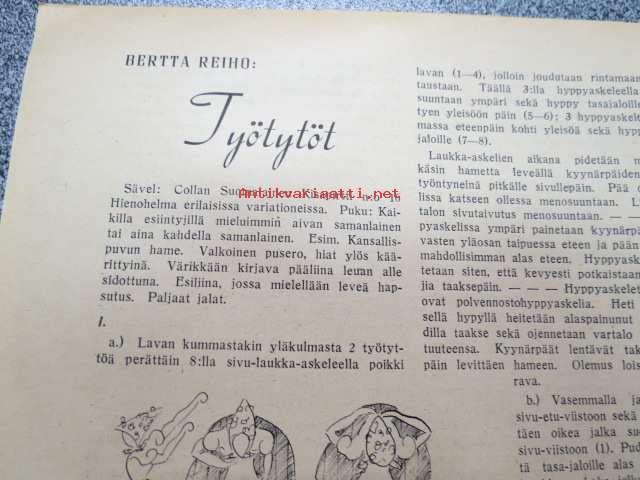 BERTTA REIHO:
Työtytöt
Sävel: Collan
Hienohelma erilaisissa variationeissa. Puku: Kai-
killa esiintyjillä mieluimmin aivan samanlainen
tai aina kahdella samanlainen. Esim. Kansallis-
puvun hame. Valkoinen pusero, hiat ylös kää-
rittyinä. Värikkään kirjava pääliina leuan alle
sidottuna. Esiliina, jossa mielellään leveä hap-
sutus. Paljaat jalat.
I.
a.) Lavan kummastakin yläkulmasta 2 työtyt-
töä perättäin 8:lla sivu-laukka-askeleella poikki
lavan (1—4), jolloin joudutaan rintamaan
taustaan. Täällä 3:lla hyppyaskeleella
suuntaan ympäri sekä hyppy tasajaloille
tyen yleisöön päin (5—6); 3 hyppyaskelt
massa eteenpäin kohti yleisöä sekä hyp
jaloille (7—8).
Laukka-askelien aikana pidetään
käsin hametta leveällä kyynärpäiden
työntyneinä pitkälle sivullepäin. Pää
lissa katseen ollessa menosuuntaan.
talon sivutaivutus menosuuntaan. — —
pyaskelissa ympäri painetaan kyynärp
vasten yläosan taipuessa eteen ja pään
mahdollisimman alas eteen. Hyppyask
tetaan siten, että kevyesti potkaistaan
jia taaksepäin. — — — Hyppyaskelet
ovat polvennostohyppyaskelia. Heti
sellä hypyllä heitetään alaspainunut
dilla taakse sekä ojennetaan vartalo
tuuteensa. Kyynärpäät lentävät tak
päin levittäen hameen. Olemus lois
rava.
b.) Vasemmalla ja
sivu-etu-viistoon sekä
täen oikea jalka su
sivu-viistoon (1). Pud
tä tasa-jaloille alas
Antikvariaatti.net